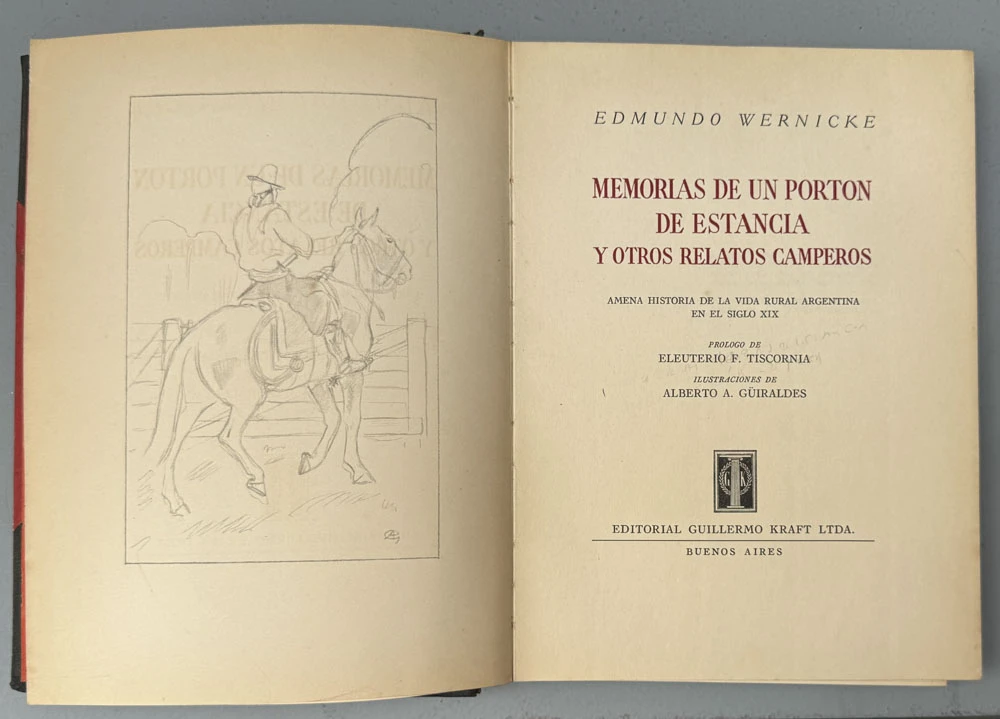 EDMUNDO WERNICKE
MEMORIAS DE UN PORTON
DE ESTANCIA
Y OTROS RELATOS CAMPEROS
AMENA HISTORIA DE LA VIDA RURAL ARGENTINA
EN EL SIGLO XIX
PROLOGO DE
ELEUTERIO F. TISCORNIA
ILUSTRACIONES DE
ALBERTO A. GÜIRALDES
G K
EDITORIAL GUILLERMO KRAFT LTDA.
BUENOS AIRES